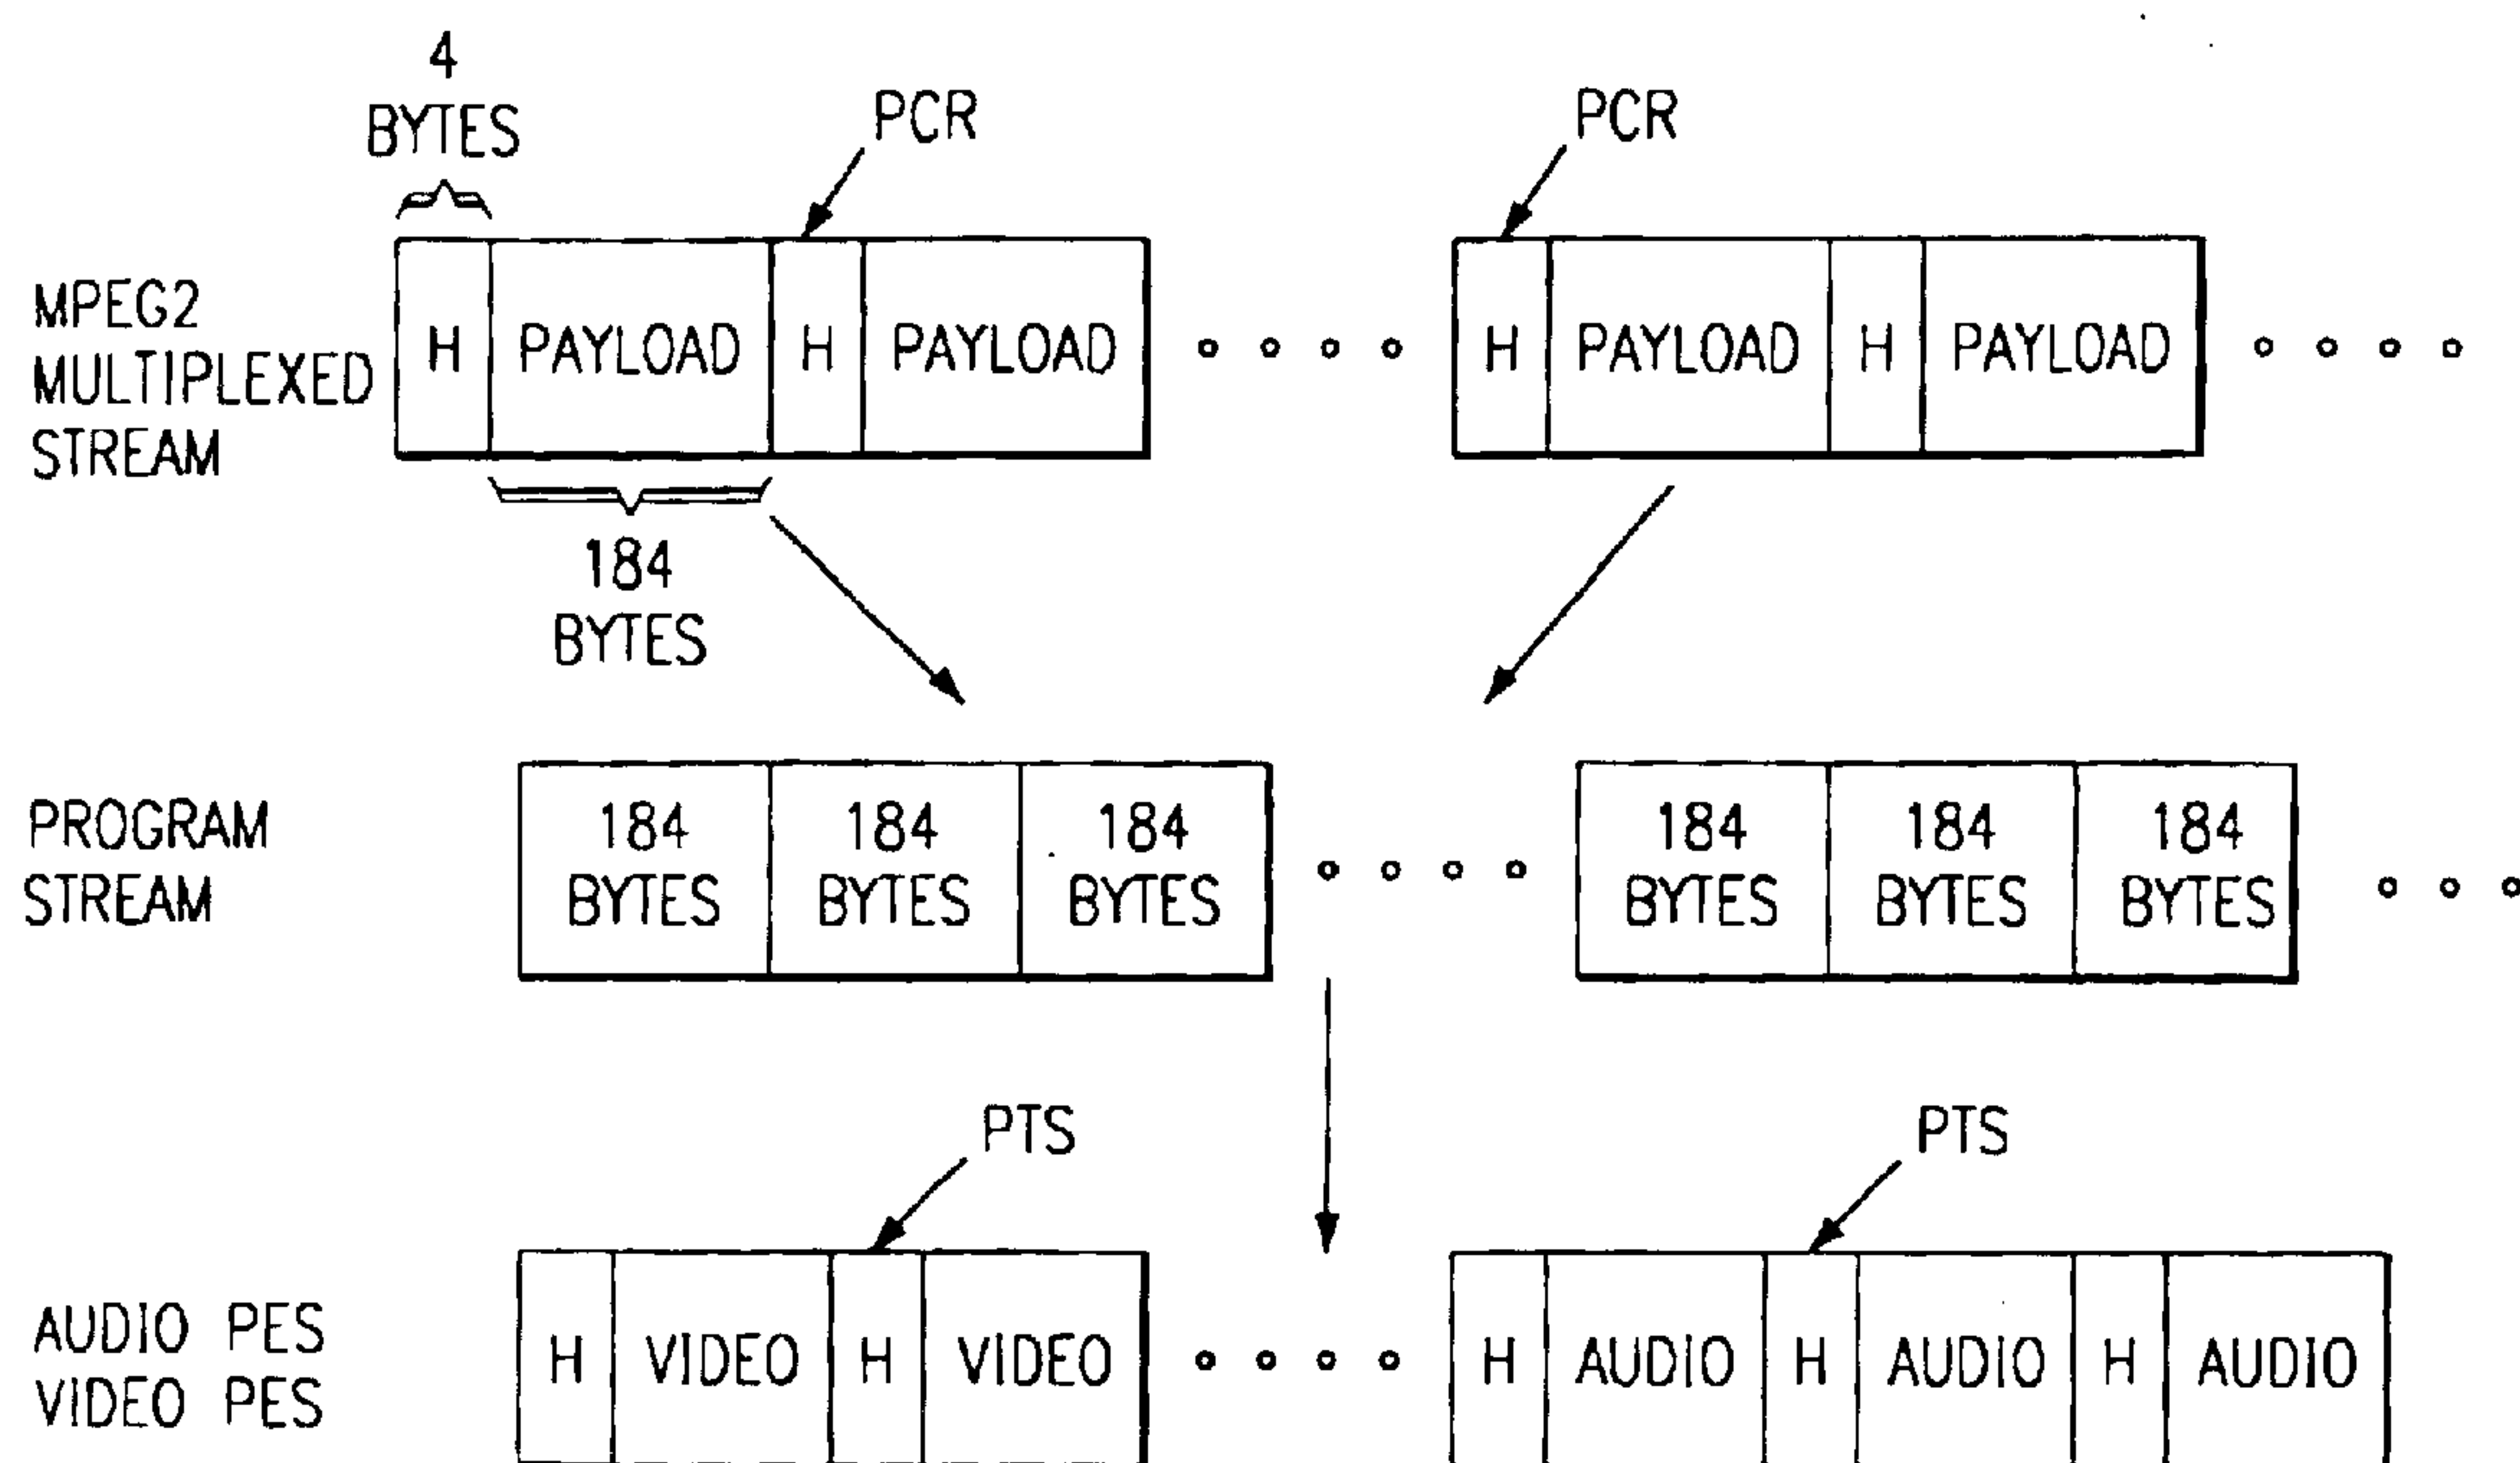 4
BYTES
PCR
PCR
MPEG2
MULTIPLEXED
STREAM
H PAYLOAD H PAYLOAD H PAYLOAD H PAYLOAD
184
BYTES
PROGRAM
STREAM
184 184 184 184 184 184
BYTES BYTES BYTES BYTES BYTES BYTES
PTS
PTS
AUDIO PES
VIDEO PES
H VIDEO H VIDEO H AUDIO H AUDIO H AUDIO